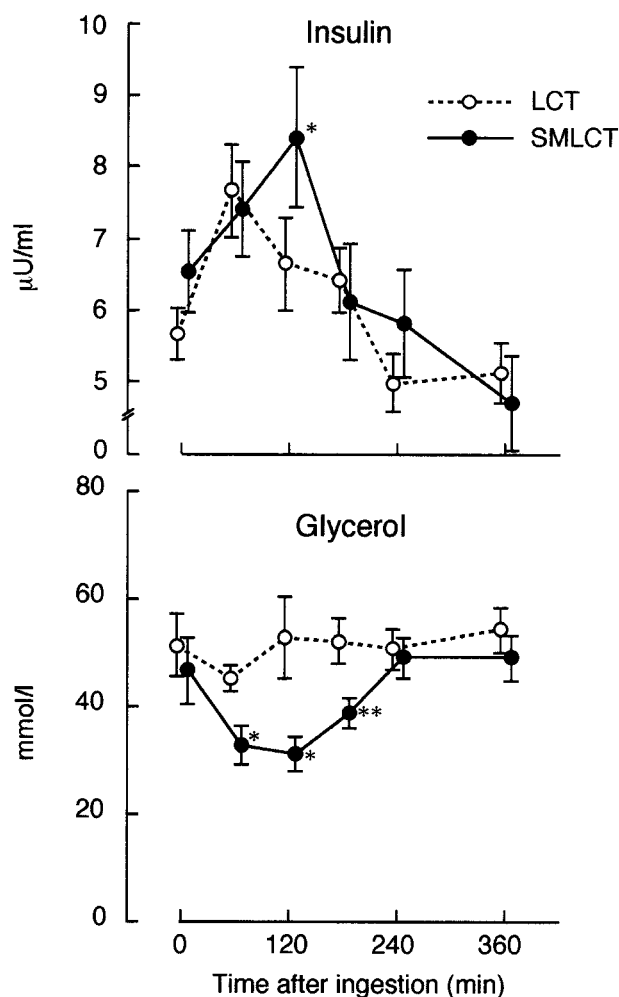 Insulin
10
9
8
7
6
5
0
μU/ml
LCT
SMLCT
*
Glycerol
80
60
40
20
0
mmol/l
*
*
**
0 120 240 360
Time after ingestion (min)